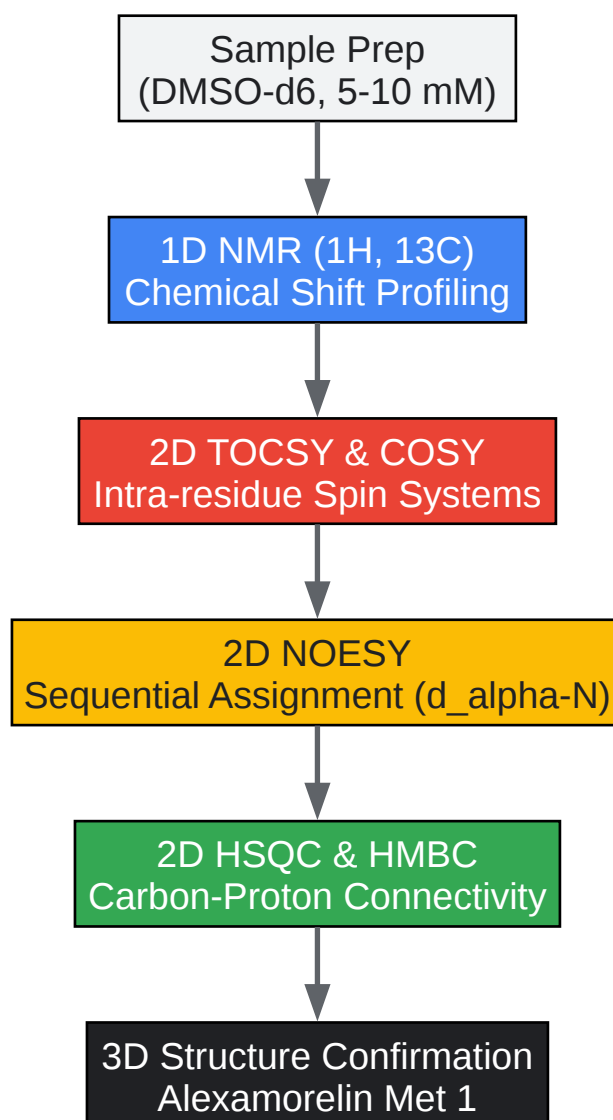 Sample Prep
(DMSO-d6, 5-10 mM)
1D NMR (1H, 13C)
Chemical Shift Profiling
2D TOCSY & COSY
Intra-residue Spin Systems
2D NOESY
Sequential Assignment (d_alpha-N)
2D HSQC & HMBC
Carbon-Proton Connectivity
3D Structure Confirmation
Alexamorelin Met 1